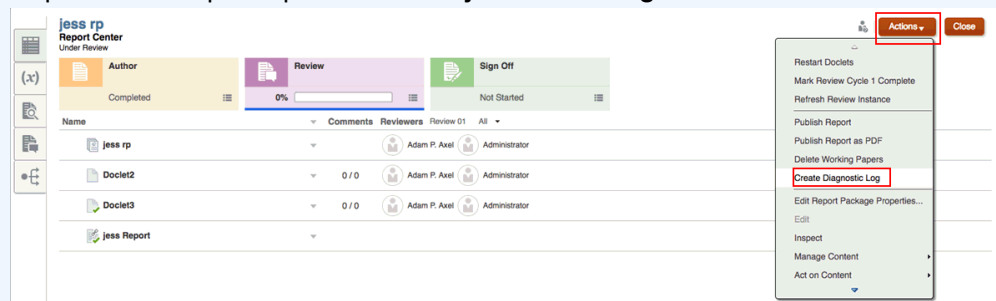 jess rp
Report Center
Under Review
Actions
Close
Author
Completed
Review
0%
Sign Off
Not Started
Name
Comments
Reviewers
Review 01
All
jess rp
Adam P. Axel
Administrator
Doclet2
0 / 0
Adam P. Axel
Administrator
Doclet3
0 / 0
Adam P. Axel
Administrator
jess Report
(x)
Restart Doclets
Mark Review Cycle 1 Complete
Refresh Review Instance
Publish Report
Publish Report as PDF
Delete Working Papers
Create Diagnostic Log
Edit Report Package Properties...
Edit
Inspect
Manage Content
Act on Content